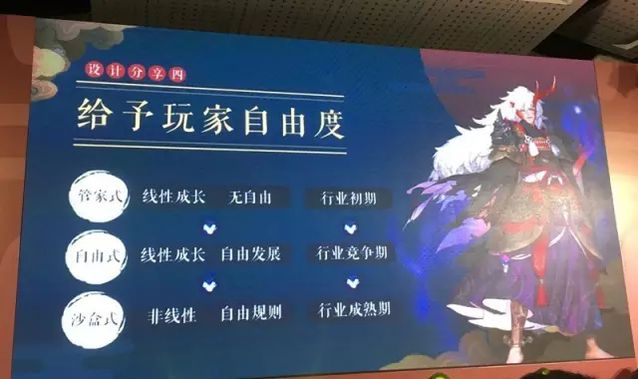 设计分享四
给予玩家自由度
管家式 线性成长 无自由 行业初期
自由式 线性成长 自由发展 行业竞争期
沙盒式 非线性 自由规则 行业成熟期